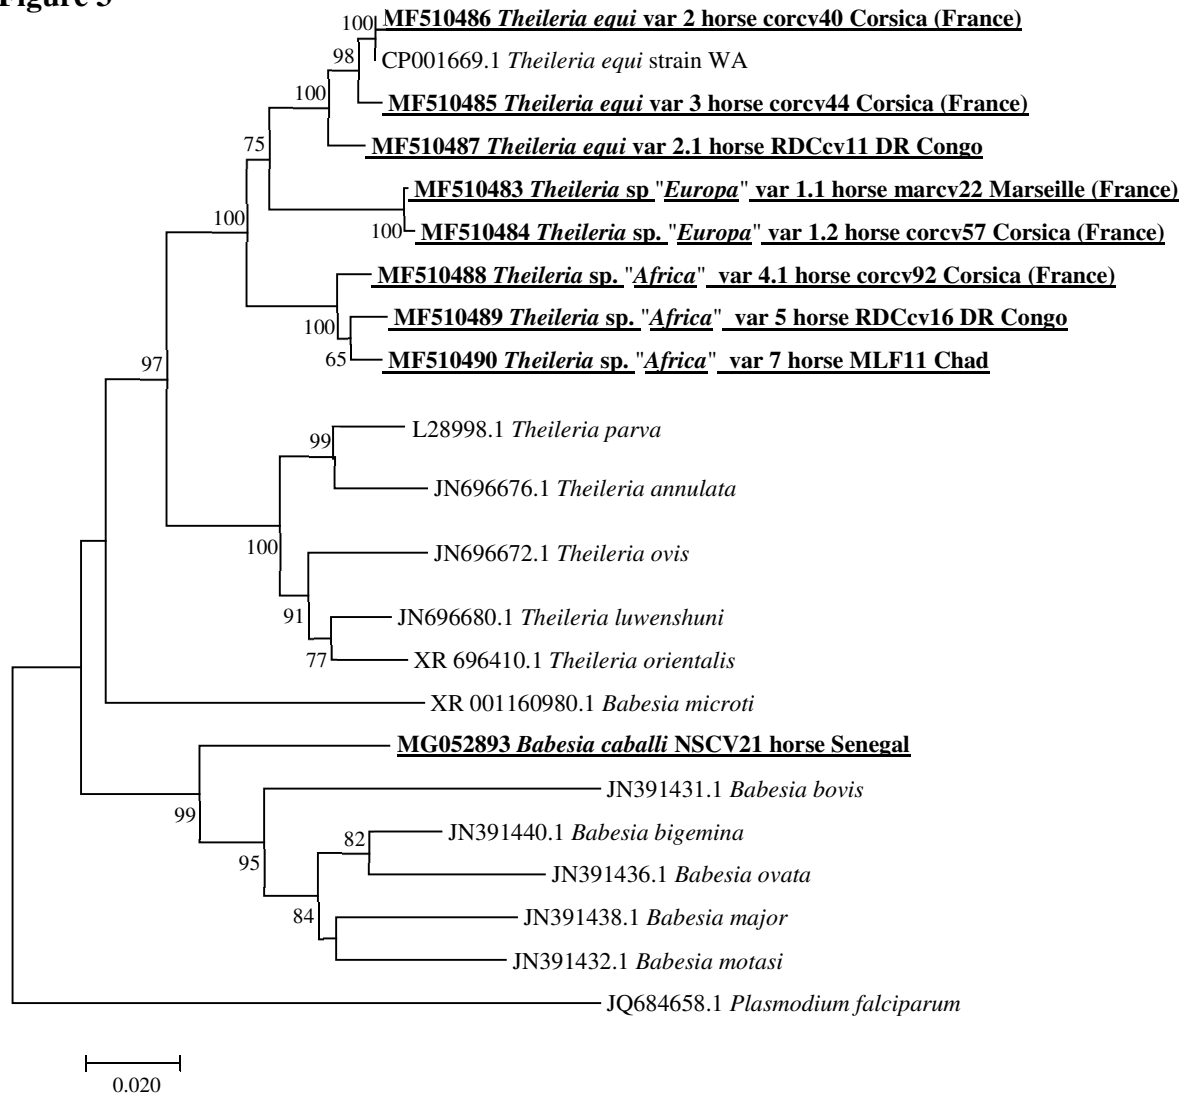 Figure 3
100
MF510486 Theileria equi var 2 horse corcv40 Corsica (France)
98
CP001669.1 Theileria equi strain WA
100
MF510485 Theileria equi var 3 horse corcv44 Corsica (France)
75
MF510487 Theileria equi var 2.1 horse RDCcv11 DR Congo
MF510483 Theileria sp "Europa" var 1.1 horse marcv22 Marseille (France)
100
100
MF510484 Theileria sp. "Europa" var 1.2 horse corcv57 Corsica (France)
MF510488 Theileria sp. "Africa" var 4.1 horse corcv92 Corsica (France)
100
MF510489 Theileria sp. "Africa" var 5 horse RDCcv16 DR Congo
97
65
MF510490 Theileria sp. "Africa" var 7 horse MLF11 Chad
L28998.1 Theileria parva
99
JN696676.1 Theileria annulata
100
JN696672.1 Theileria ovis
91
JN696680.1 Theileria luwenshuni
77
XR 696410.1 Theileria orientalis
XR 001160980.1 Babesia microti
MG052893 Babesia caballi NSCV21 horse Senegal
99
JN391431.1 Babesia bovis
82
JN391440.1 Babesia bigemina
95
JN391436.1 Babesia ovata
84
JN391438.1 Babesia major
JN391432.1 Babesia motasi
JQ684658.1 Plasmodium falciparum
0.020